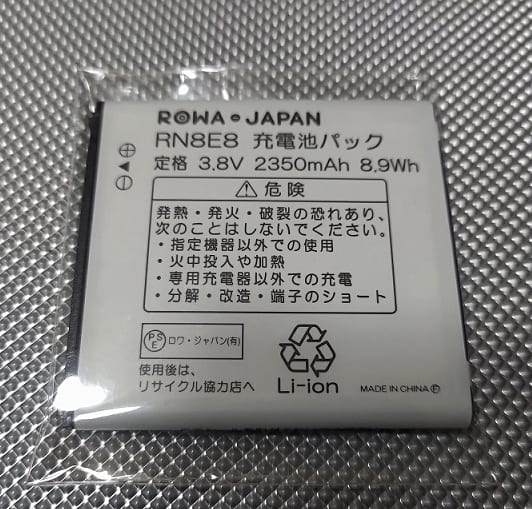 ROWA JAPAN
RN8E8 充電池パック
定格 3.8V 2350mAh 8.9Wh
危険
発熱・発火・破裂の恐れあり、
次のことはしないでください。
・指定機器以外での使用
・火中投入や加熱
・専用充電器以外での充電
・分解・改造・端子のショート
PSE ロワ・ジャパン(有)
使用後は、
リサイクル協力店へ
Li-ion
MADE IN CHINA Ⓕ